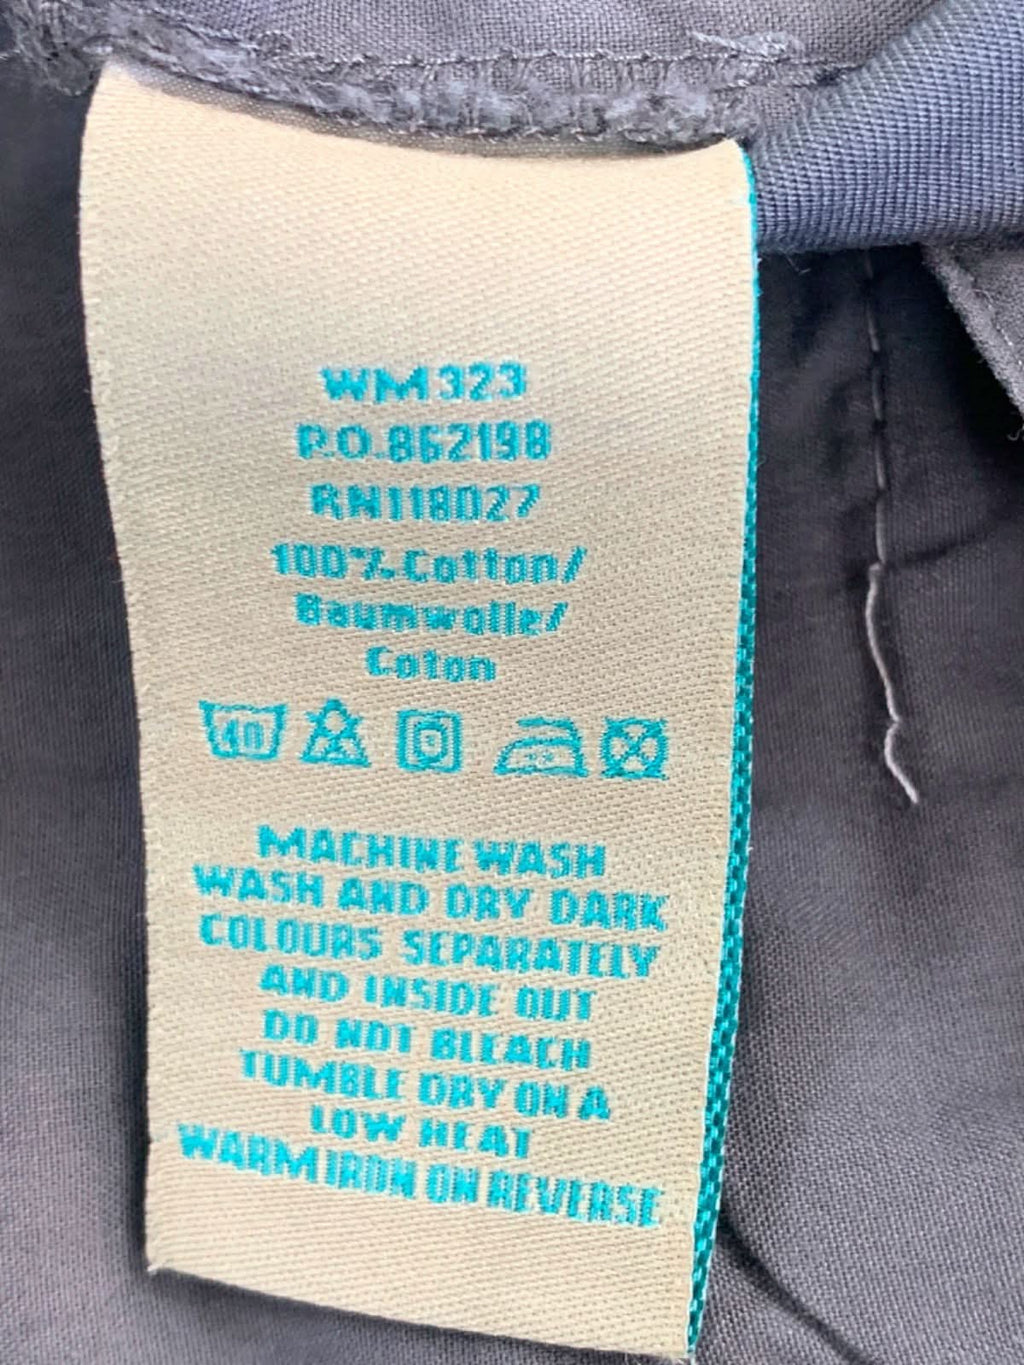 WM323
P.O.862198
RN118027
100% Cotton/
Baumwolle/
Coton
40
MACHINE WASH
WASH AND DRY DARK
COLOURS SEPARATELY
AND INSIDE OUT
DO NOT BLEACH
TUMBLE DRY ON A
LOW HEAT
WARM IRON ON REVERSE